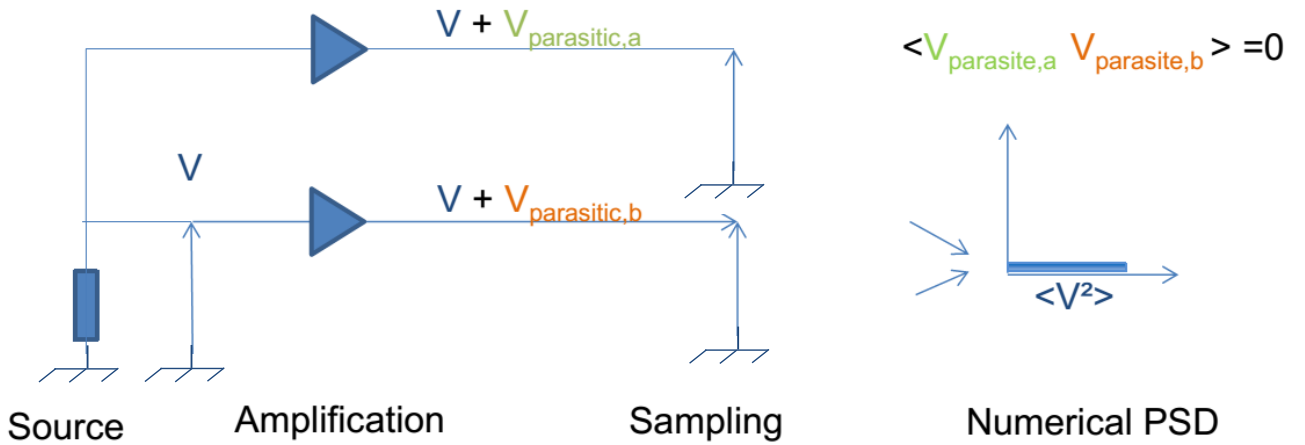 V + Vparasitic,a
<Vparasite,a Vparasite,b> =0
V
V + Vparasitic,b
<V²>
Source
Amplification
Sampling
Numerical PSD